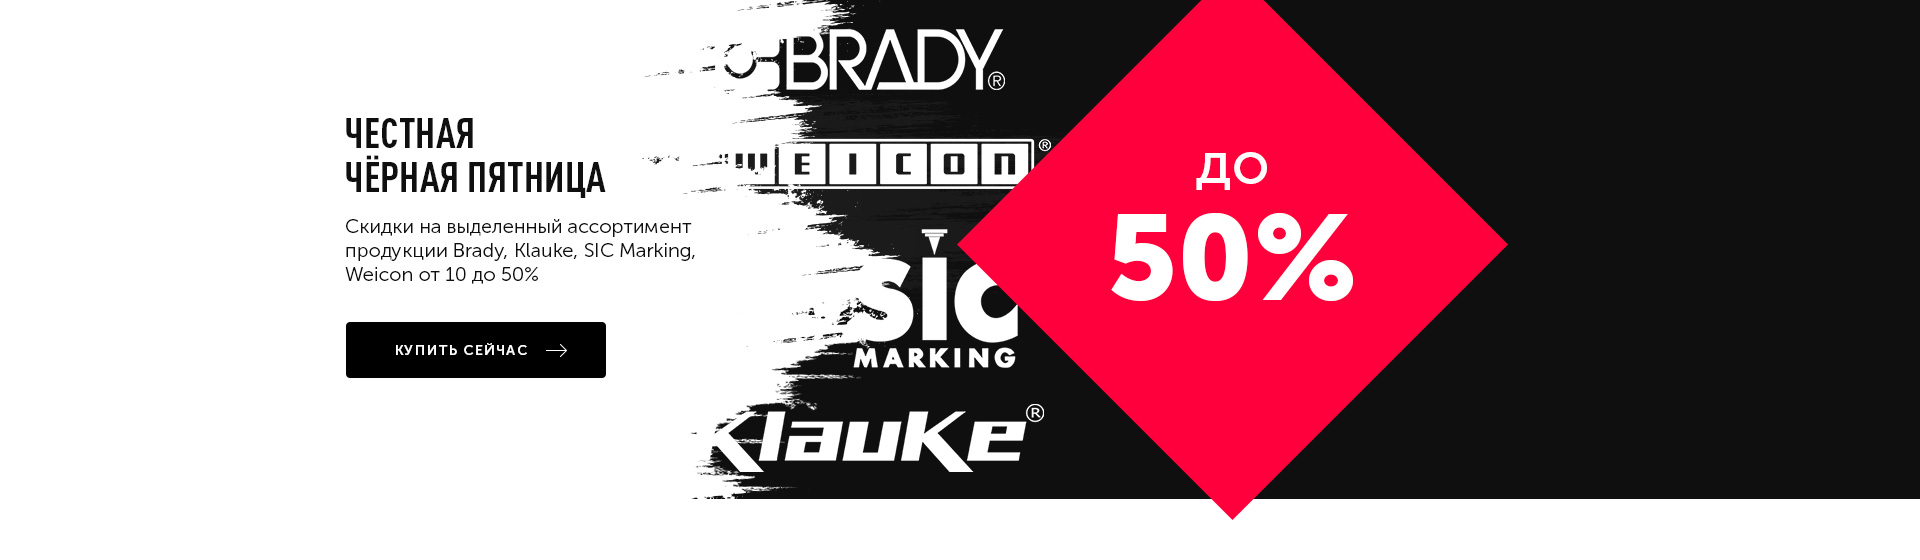 ЧЕСТНАЯ
ЧЁРНАЯ ПЯТНИЦА
Скидки на выделенный ассортимент
продукции Brady, Klauke, SIC Marking,
Weicon от 10 до 50%
КУПИТЬ СЕЙЧАС
BRADY®
WEICON®
SIC
MARKING
Klauke®
ДО
50%